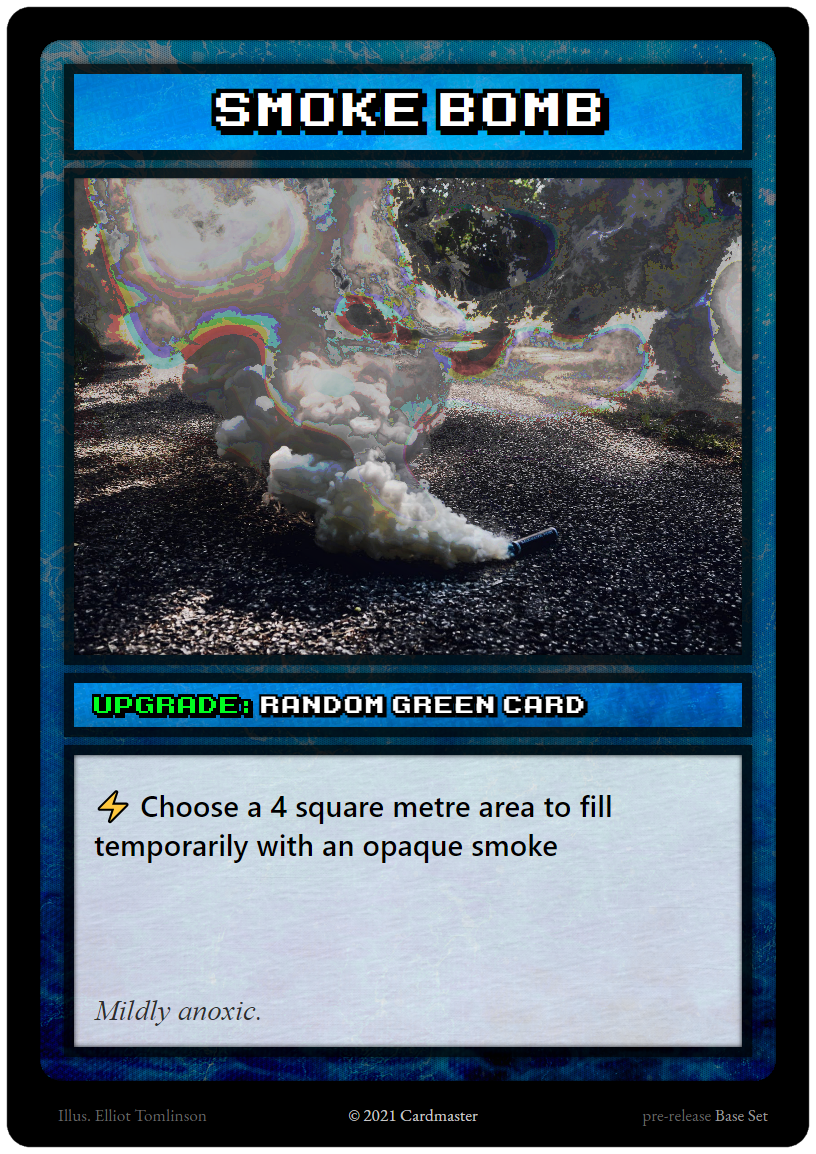 SMOKE BOMB
UPGRADE: RANDOM GREEN CARD
⚡ Choose a 4 square metre area to fill
temporarily with an opaque smoke
Mildly anoxic.
Illus. Elliot Tomlinson © 2021 Cardmaster pre-release Base Set